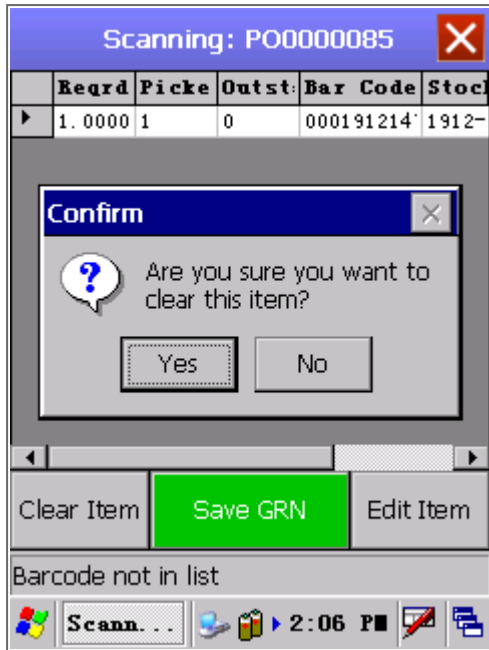 Scanning: PO0000085
Reqrd Picke Outst Bar Code Stoc
1.0000 1 0 000191214 1912-
Confirm
Are you sure you want to
clear this item?
Yes No
Clear Item Save GRN Edit Item
Barcode not in list
Scann... 2:06 PM